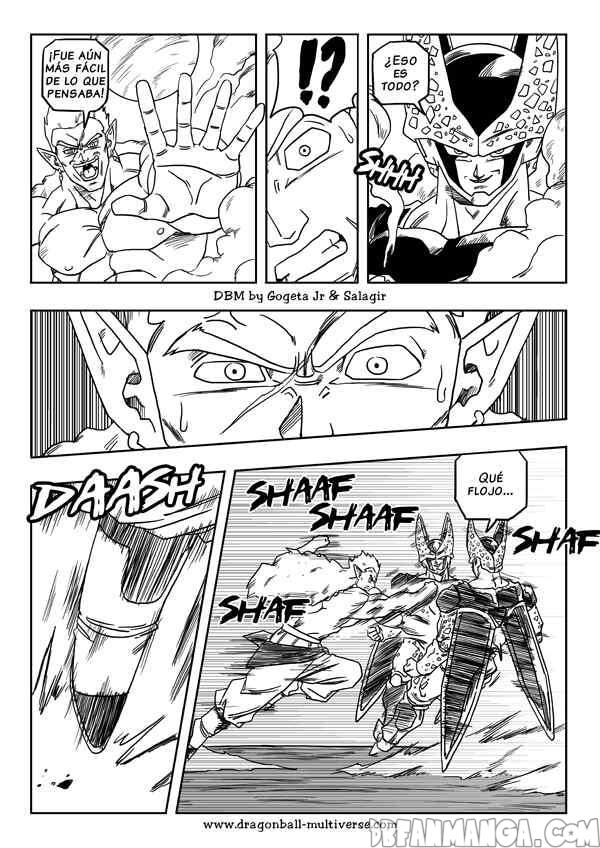 ¡FUE AÚN
MÁS FÁCIL
DE LO QUE
PENSABA!
!?
¿ESO
ES
TODO?
SHHH
DBM by Gogeta Jr & Salagir
DAASH
SHAAF
SHAAF
QUÉ
FLOJO...
SHAF
SHAF
www.dragonball-multiverse.com
DBFANMANGA.COM